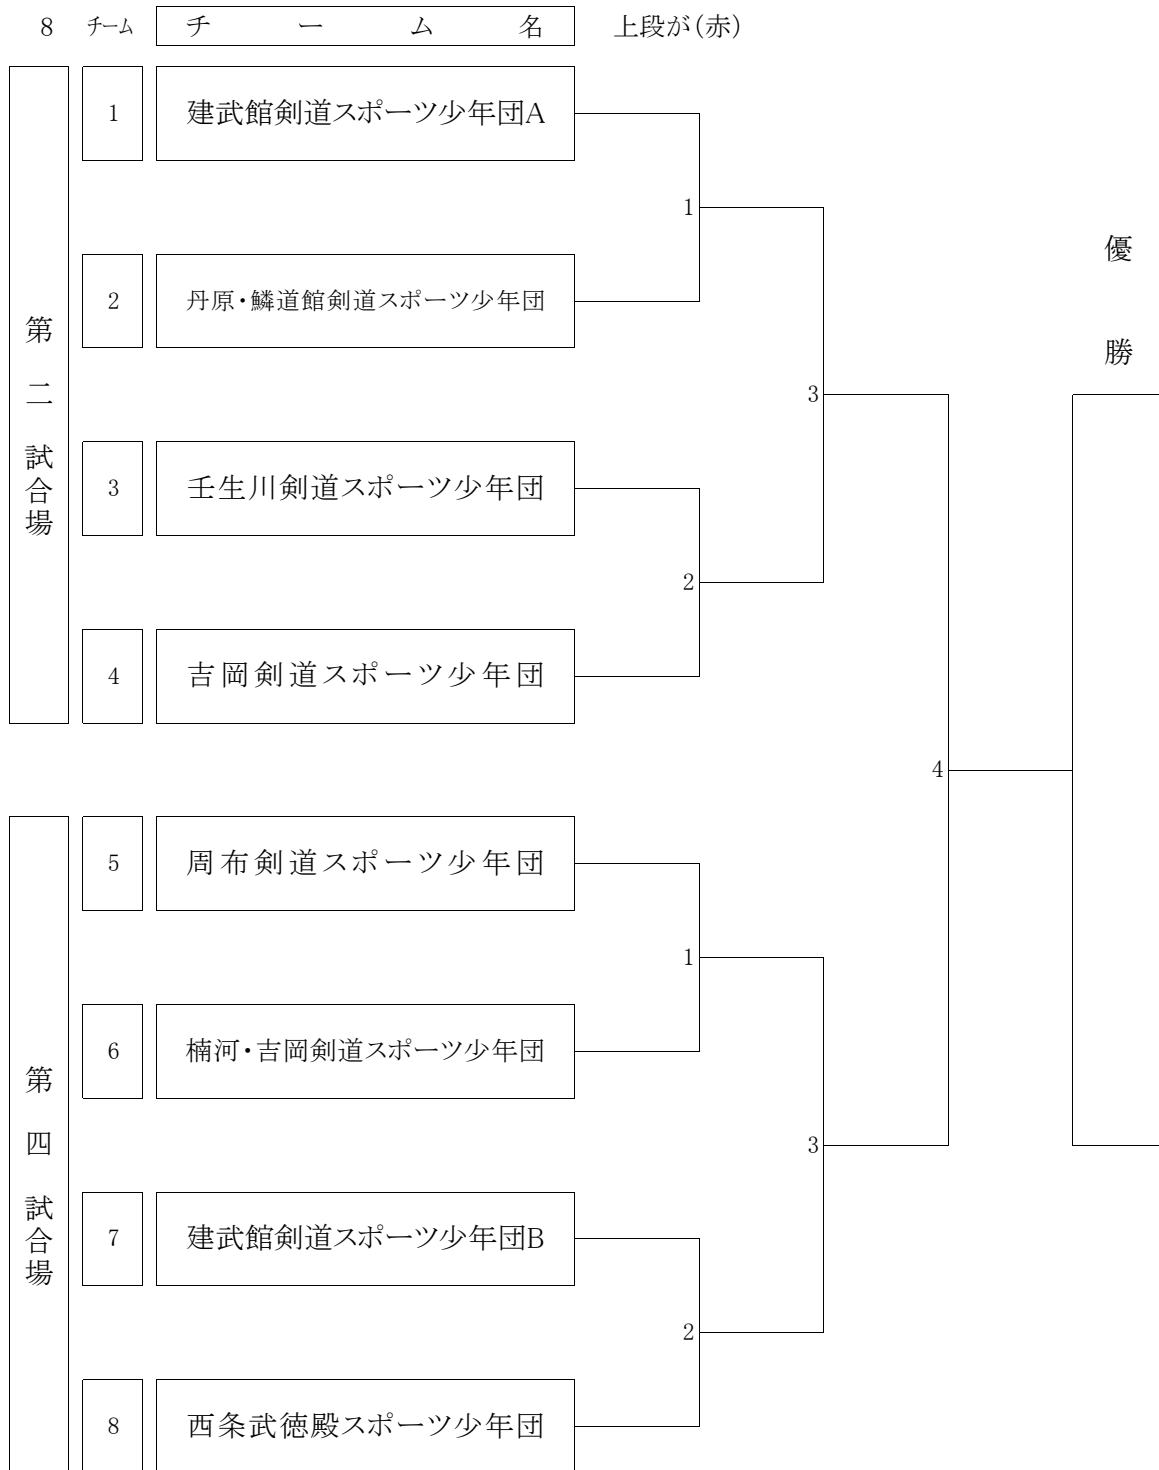 8 チーム チーム名 上段が(赤)
1 建武館剣道スポーツ少年団A
1
優勝
2 丹原・鱗道館剣道スポーツ少年団
第二試合場
3
3 壬生川剣道スポーツ少年団
2
4 吉岡剣道スポーツ少年団
4
5 周布剣道スポーツ少年団
1
6 楠河・吉岡剣道スポーツ少年団
第四試合場
3
7 建武館剣道スポーツ少年団B
2
8 西条武徳殿スポーツ少年団